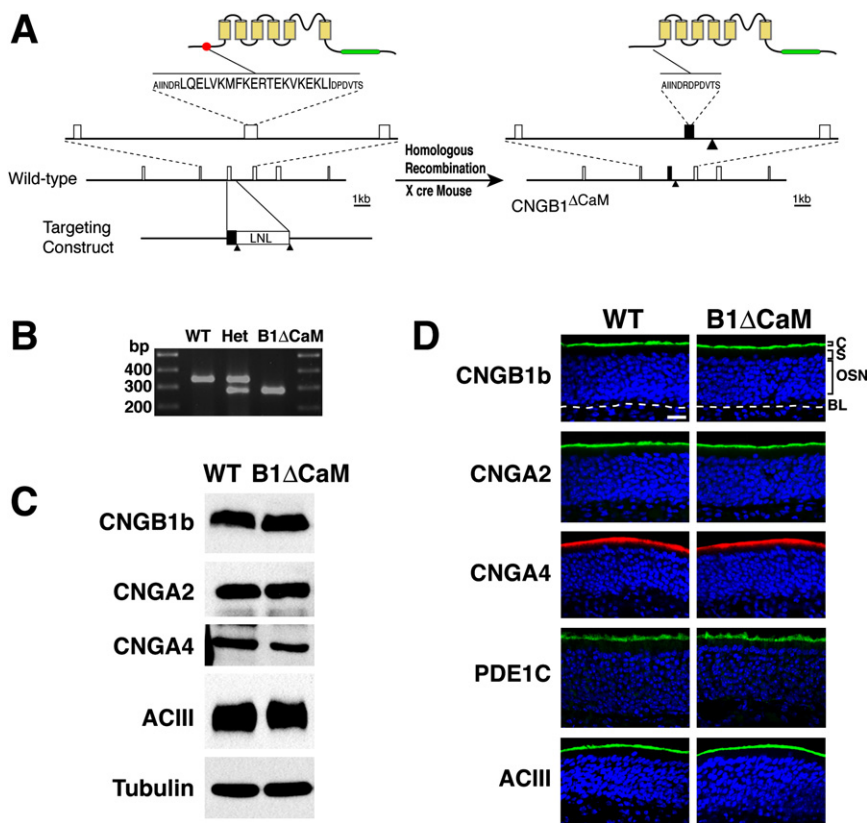 A
AIINDRLQELVKMFKERTEKVKEKLIDPDVTS
AIINDRDPDVTS
Homologous
Recombination
X cre Mouse
Wild-type
1kb
CNGB1ΔCaM
1kb
Targeting
Construct
LNL
B
WT Het B1ΔCaM
bp
400
300
200
C
WT B1ΔCaM
CNGB1b
CNGA2
CNGA4
ACIII
Tubulin
D
WT B1ΔCaM
CNGB1b
C
S
OSN
BL
CNGA2
CNGA4
PDE1C
ACIII